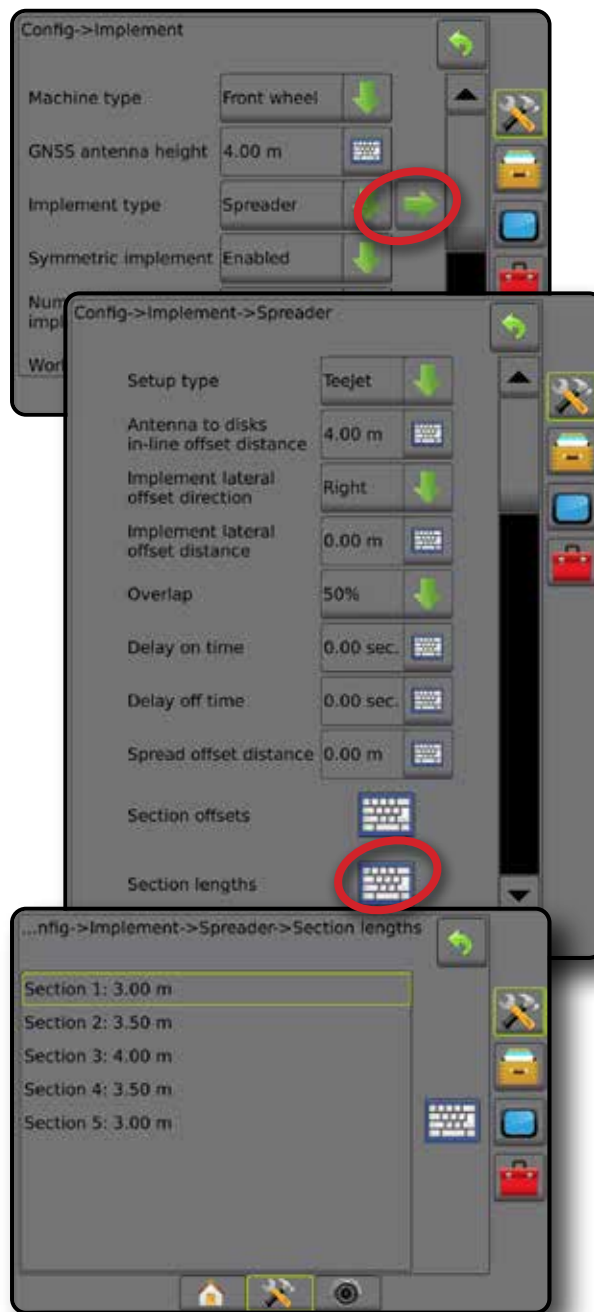 Config->Implement
Machine type Front wheel
GNSS antenna height 4.00 m
Implement type Spreader
Symmetric implement Enabled
Config->Implement->Spreader
Setup type Teejet
Antenna to disks
in-line offset distance 4.00 m
Implement lateral
offset direction Right
Implement lateral
offset distance 0.00 m
Overlap 50%
Delay on time 0.00 sec.
Delay off time 0.00 sec.
Spread offset distance 0.00 m
Section offsets
Section lengths
...nfig->Implement->Spreader->Section lengths
Section 1: 3.00 m
Section 2: 3.50 m
Section 3: 4.00 m
Section 4: 3.50 m
Section 5: 3.00 m